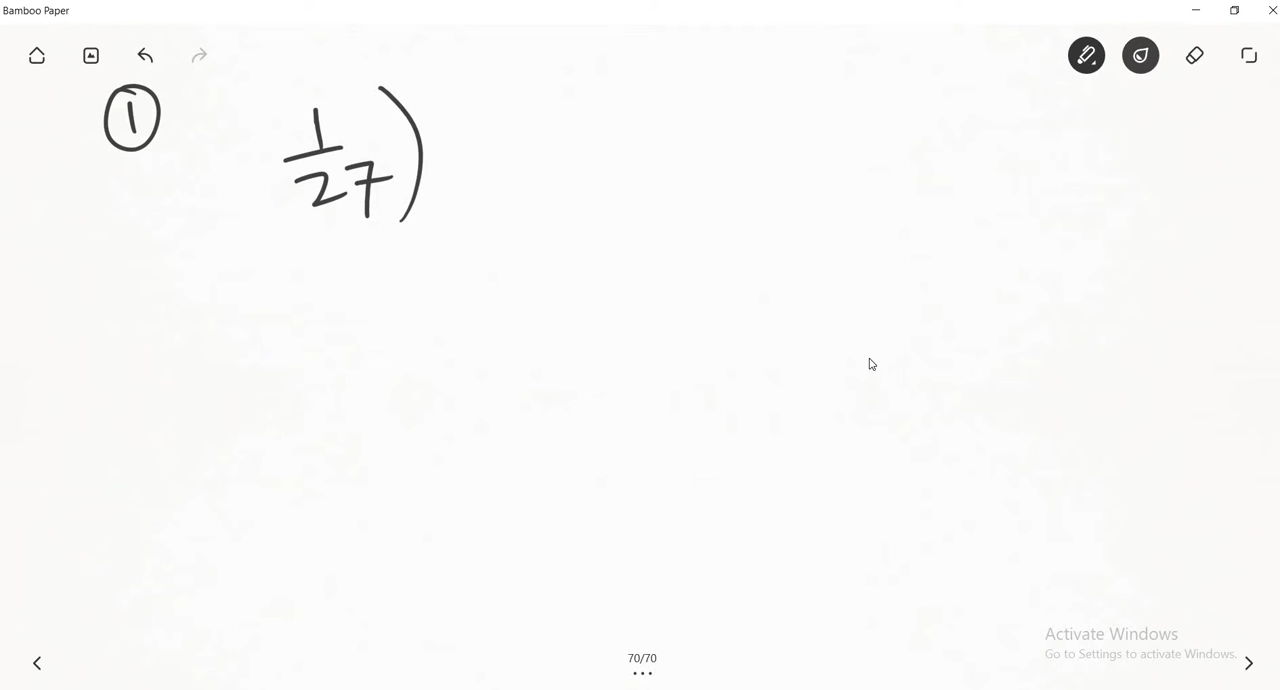 Bamboo Paper
①
1
27)
70/70
Activate Windows
Go to Settings to activate Windows.